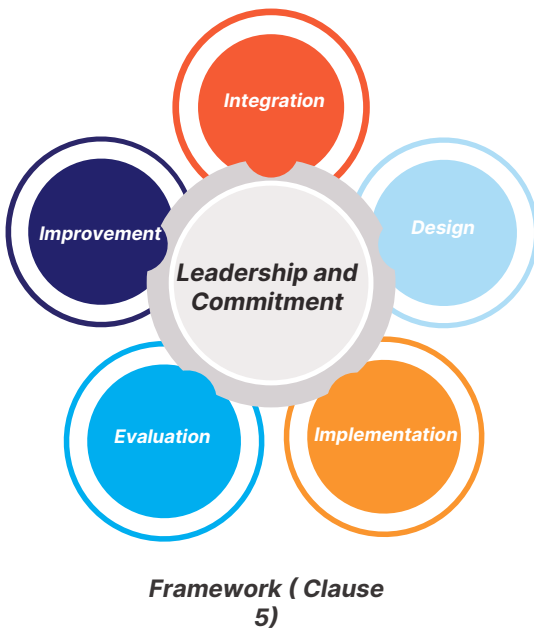 Integration
Improvement
Design
Leadership and
Commitment
Evaluation
Implementation
Framework ( Clause
5)